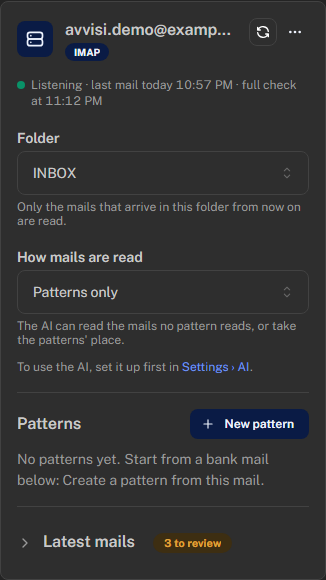 avvisi.demo@examp...
IMAP
Listening · last mail today 10:57 PM · full check
at 11:12 PM
Folder
INBOX
Only the mails that arrive in this folder from now on
are read.
How mails are read
Patterns only
The AI can read the mails no pattern reads, or take
the patterns' place.
To use the AI, set it up first in Settings › AI.
Patterns
+ New pattern
No patterns yet. Start from a bank mail
below: Create a pattern from this mail.
Latest mails
3 to review